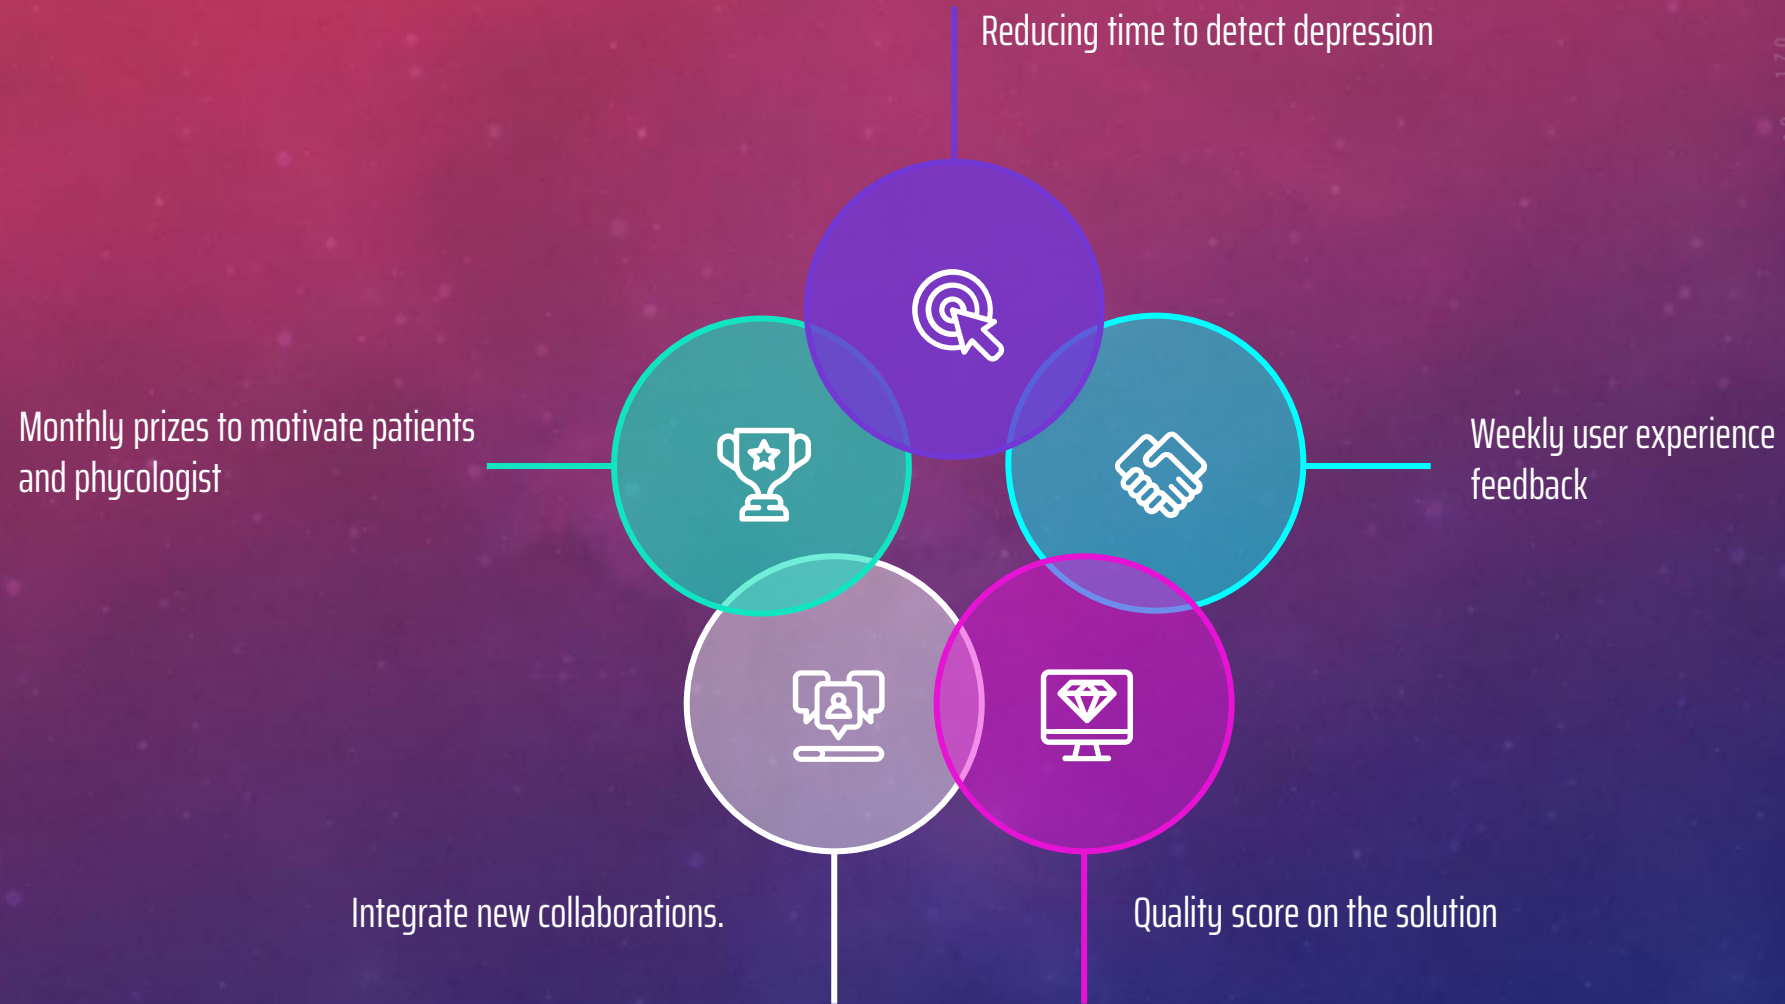 Reducing time to detect depression
Monthly prizes to motivate patients
and phycologist
Weekly user experience
feedback
Integrate new collaborations.
Quality score on the solution